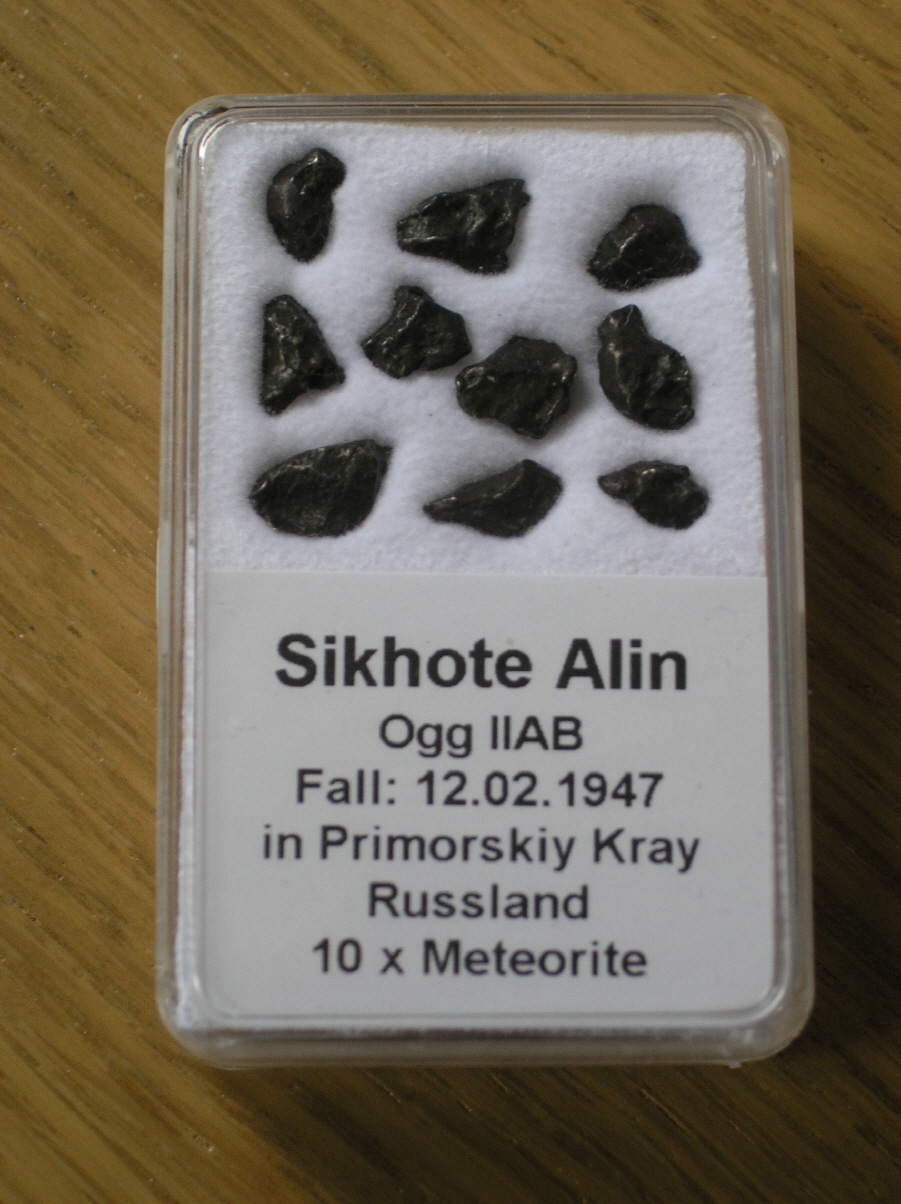 Sikhote Alin
Ogg IIAB
Fall: 12.02.1947
in Primorskiy Kray
Russland
10 x Meteorite